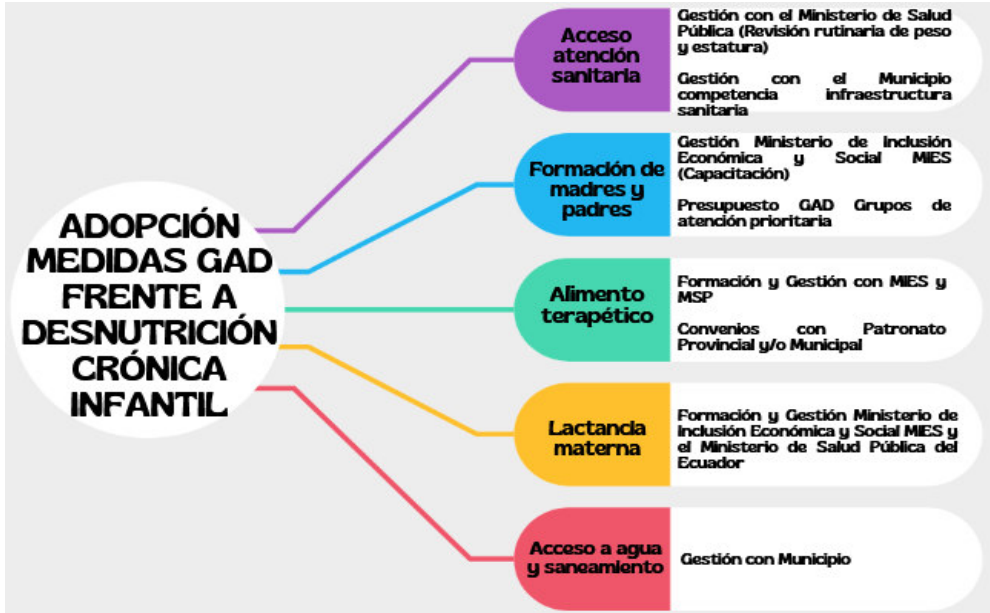 ADOPCIÓN
MEDIDAS GAD
FRENTE A
DESNUTRICIÓN
CRÓNICA
INFANTIL
Acceso
atención
sanitaria
Gestión con el Ministerio de Salud
Pública (Revisión rutinaria de peso
y estatura)
Gestión con el Municipio
competencia infraestructura
sanitaria
Formación de
madres y
padres
Gestión Ministerio de Inclusión
Económica y Social MIES
(Capacitación)
Presupuesto GAD Grupos de
atención prioritaria
Alimento
terapético
Formación y Gestión con MIES y
MSP
Convenios con Patronato
Provincial y/o Municipal
Lactancia
materna
Formación y Gestión Ministerio de
Inclusión Económica y Social MIES y
el Ministerio de Salud Pública del
Ecuador
Acceso a agua
y saneamiento
Gestión con Municipio